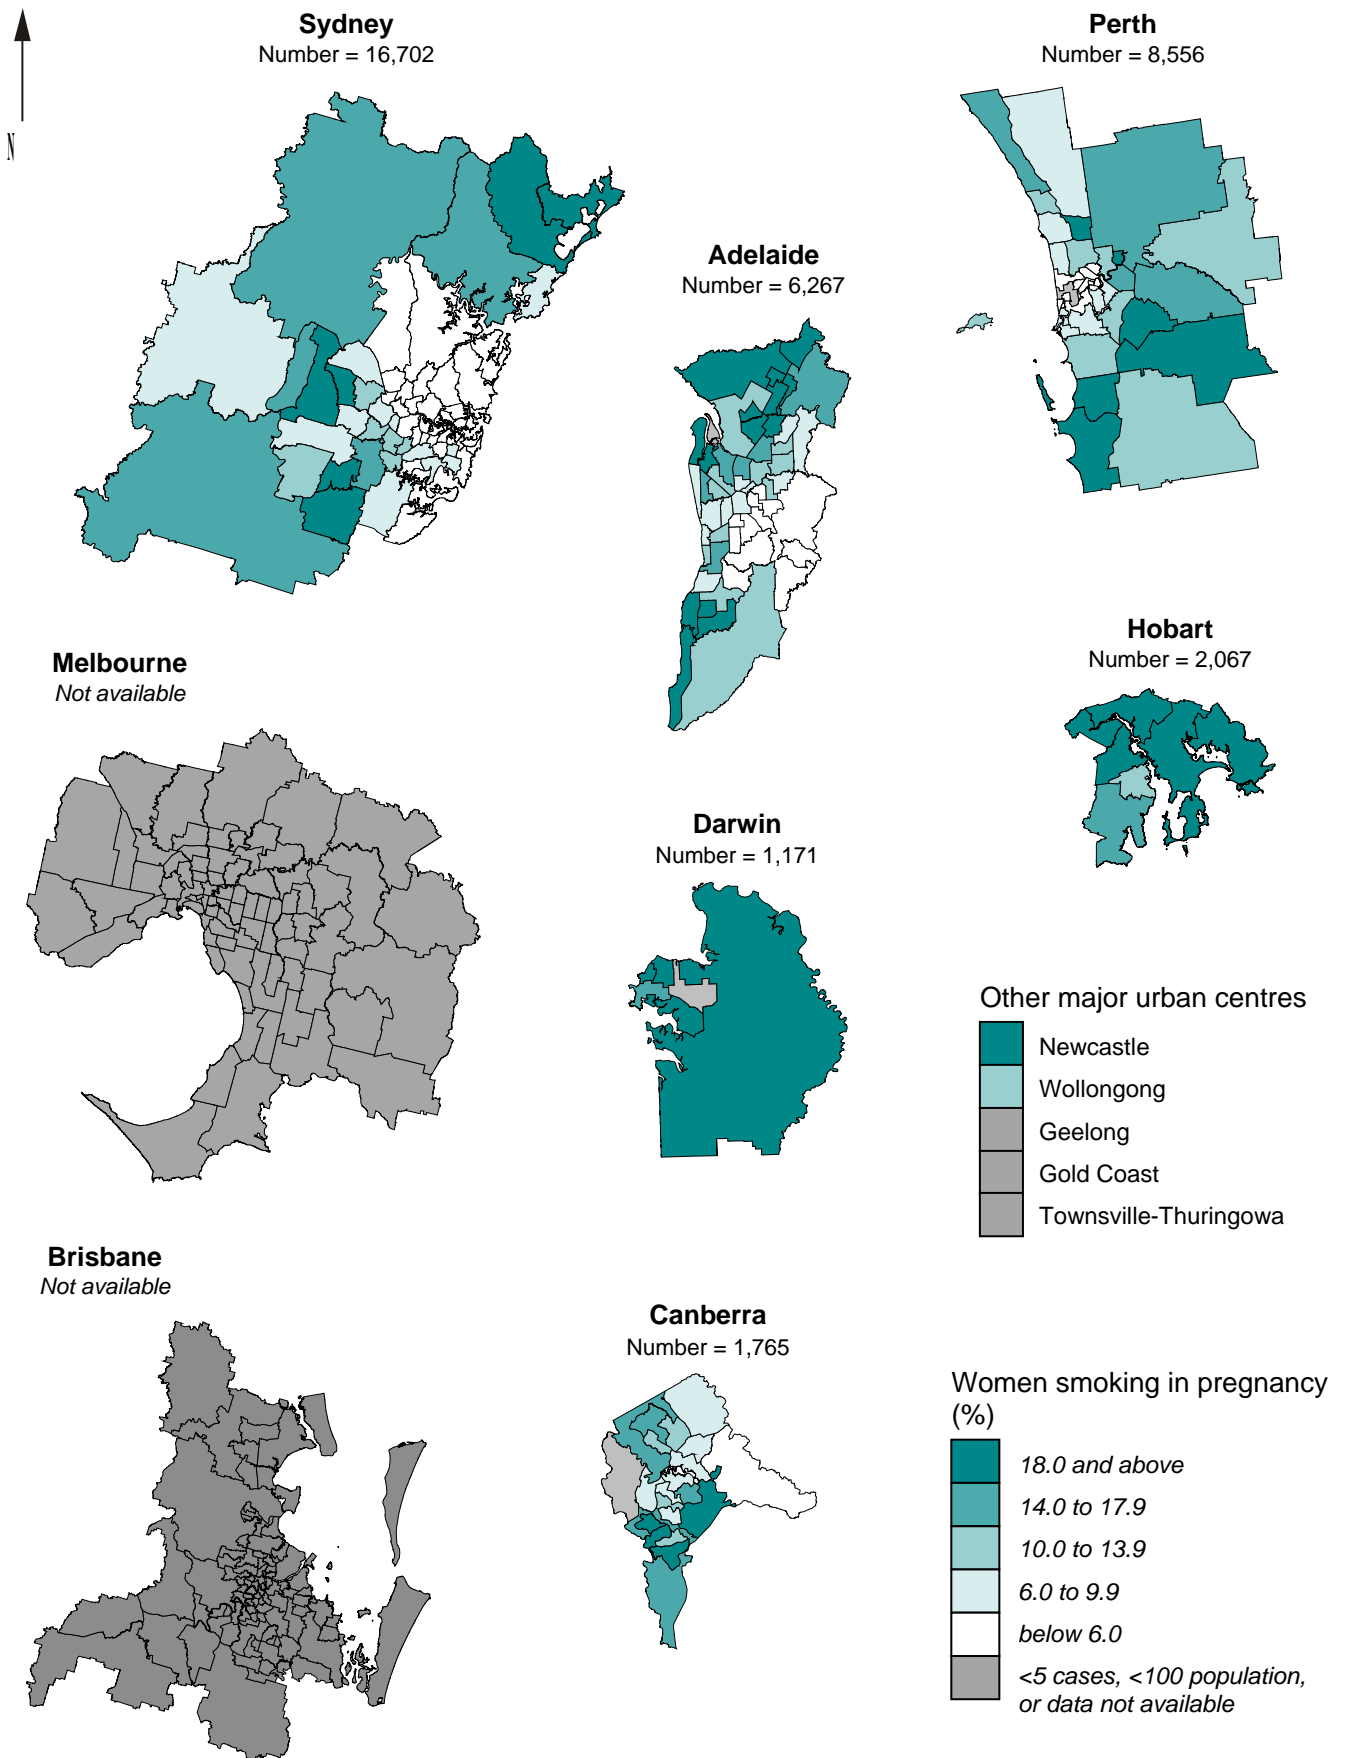 Sydney
Number = 16,702
Perth
Number = 8,556
N
Adelaide
Number = 6,267
Hobart
Number = 2,067
Melbourne
Not available
Darwin
Number = 1,171
Other major urban centres
Newcastle
Wollongong
Geelong
Gold Coast
Townsville-Thuringowa
Brisbane
Not available
Canberra
Number = 1,765
Women smoking in pregnancy
(%)
18.0 and above
14.0 to 17.9
10.0 to 13.9
6.0 to 9.9
below 6.0
<5 cases, <100 population,
or data not available